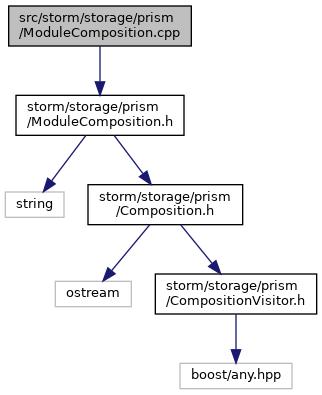 src/storm/storage/prism
/ModuleComposition.cpp
storm/storage/prism
/ModuleComposition.h
string
storm/storage/prism
/Composition.h
ostream
storm/storage/prism
/CompositionVisitor.h
boost/any.hpp